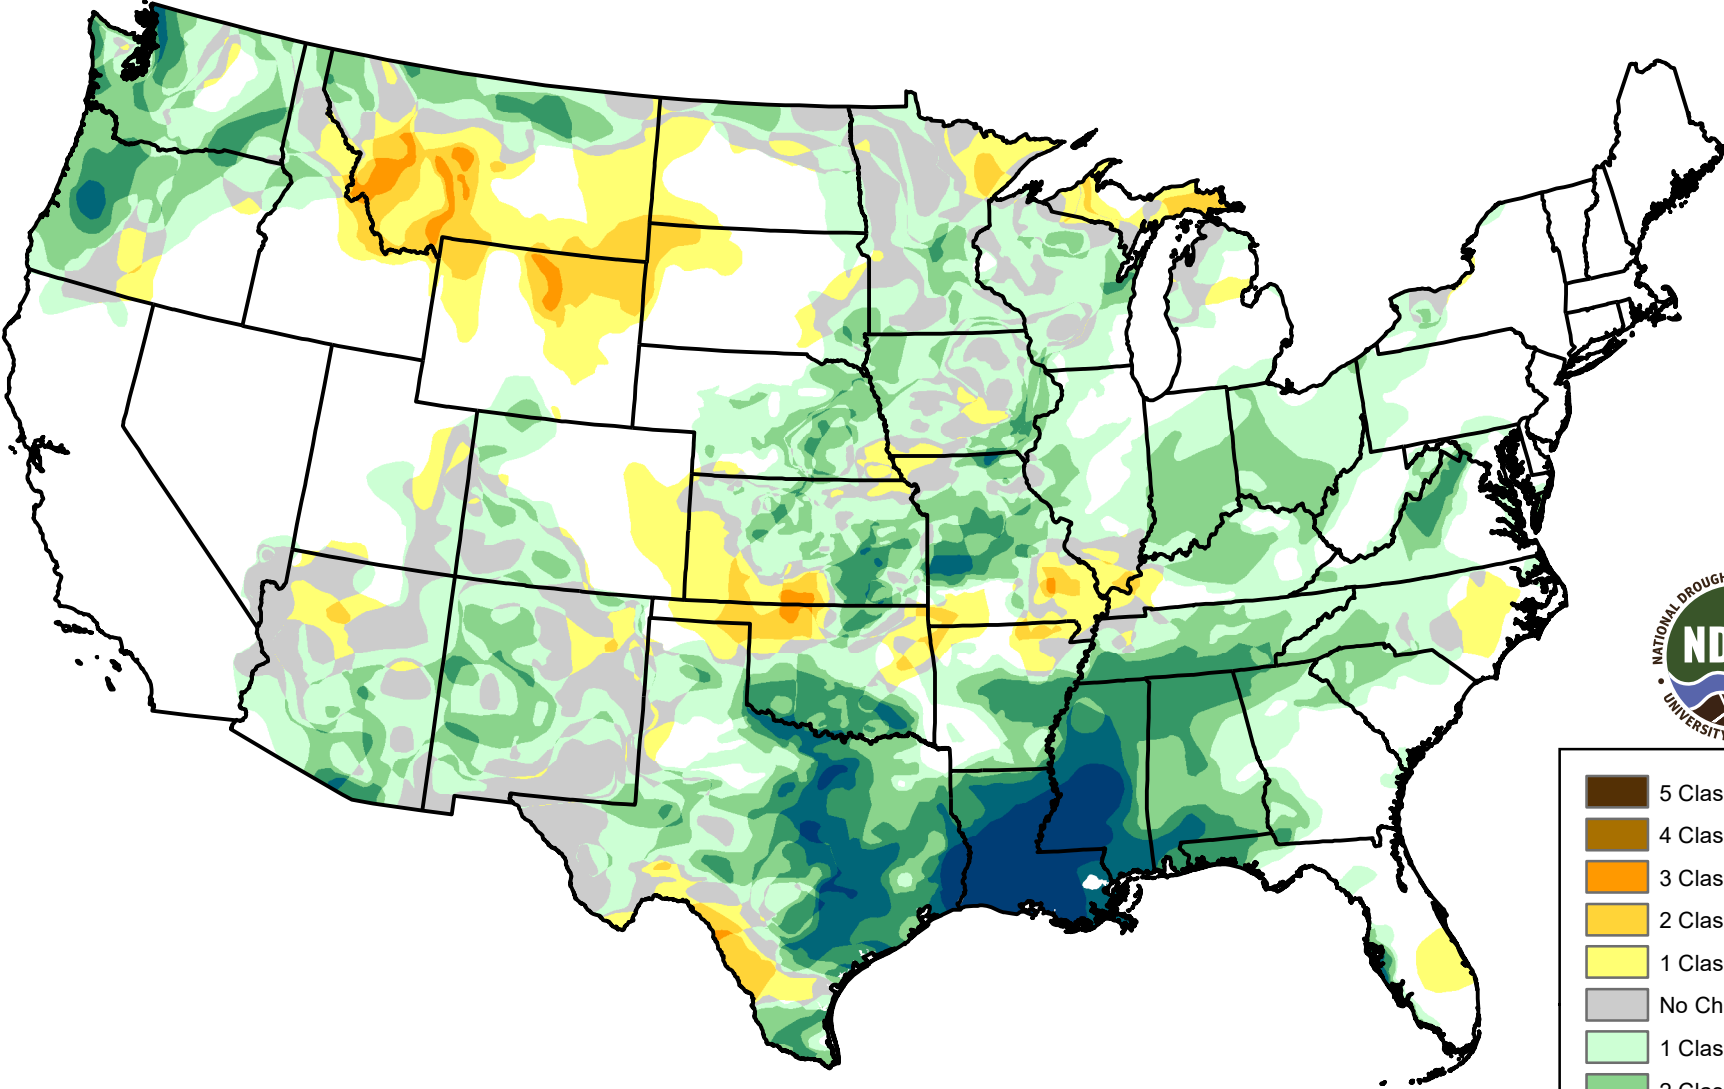 NATIONAL DROUGH
ND
UNIVERSITY
5 Clas
4 Clas
3 Clas
2 Clas
1 Clas
No Ch
1 Clas